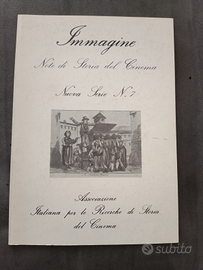 Immagine
Note di Storia del Cinema
Nuova Serie N. 7
Associazione
Italiana per le Ricerche di Storia
del Cinema
subito